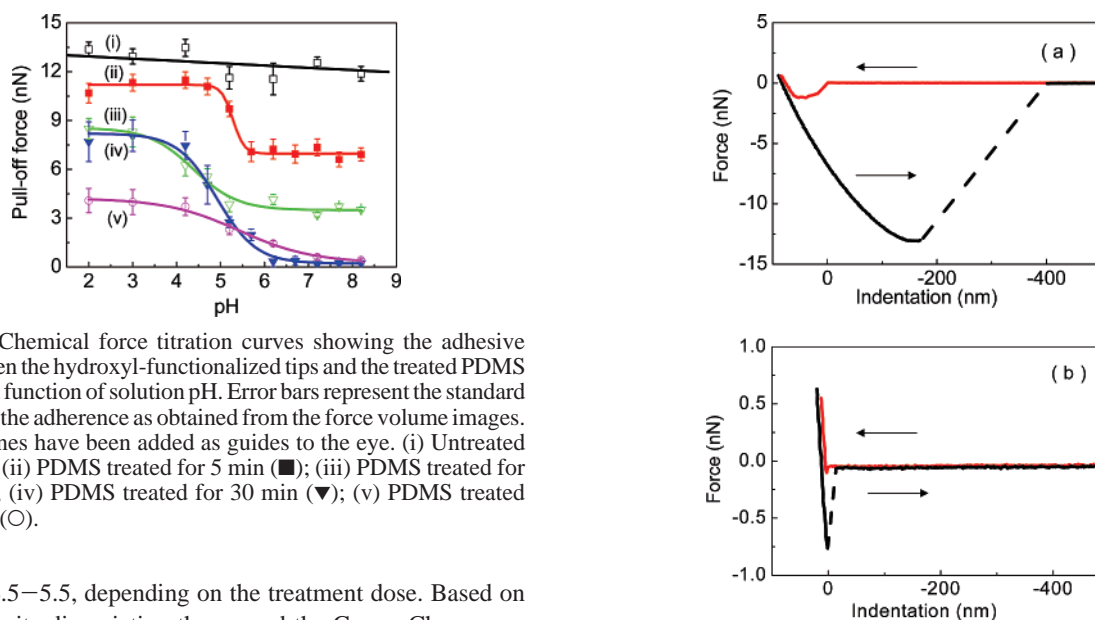 15
12
9
6
3
0
Pull-off force (nN)
(i)
(ii)
(iii)
(iv)
(v)
2 3 4 5 6 7 8 9
pH
Chemical force titration curves showing the adhesive
en the hydroxyl-functionalized tips and the treated PDMS
function of solution pH. Error bars represent the standard
the adherence as obtained from the force volume images.
nes have been added as guides to the eye. (i) Untreated
(ii) PDMS treated for 5 min (■); (iii) PDMS treated for
(iv) PDMS treated for 30 min (▼); (v) PDMS treated
(○).
.5−5.5, depending on the treatment dose. Based on
5
0
-5
-10
-15
Force (nN)
( a )
0 -200 -400
Indentation (nm)
1.0
0.5
0.0
-0.5
-1.0
Force (nN)
( b )
0 -200 -400
Indentation (nm)